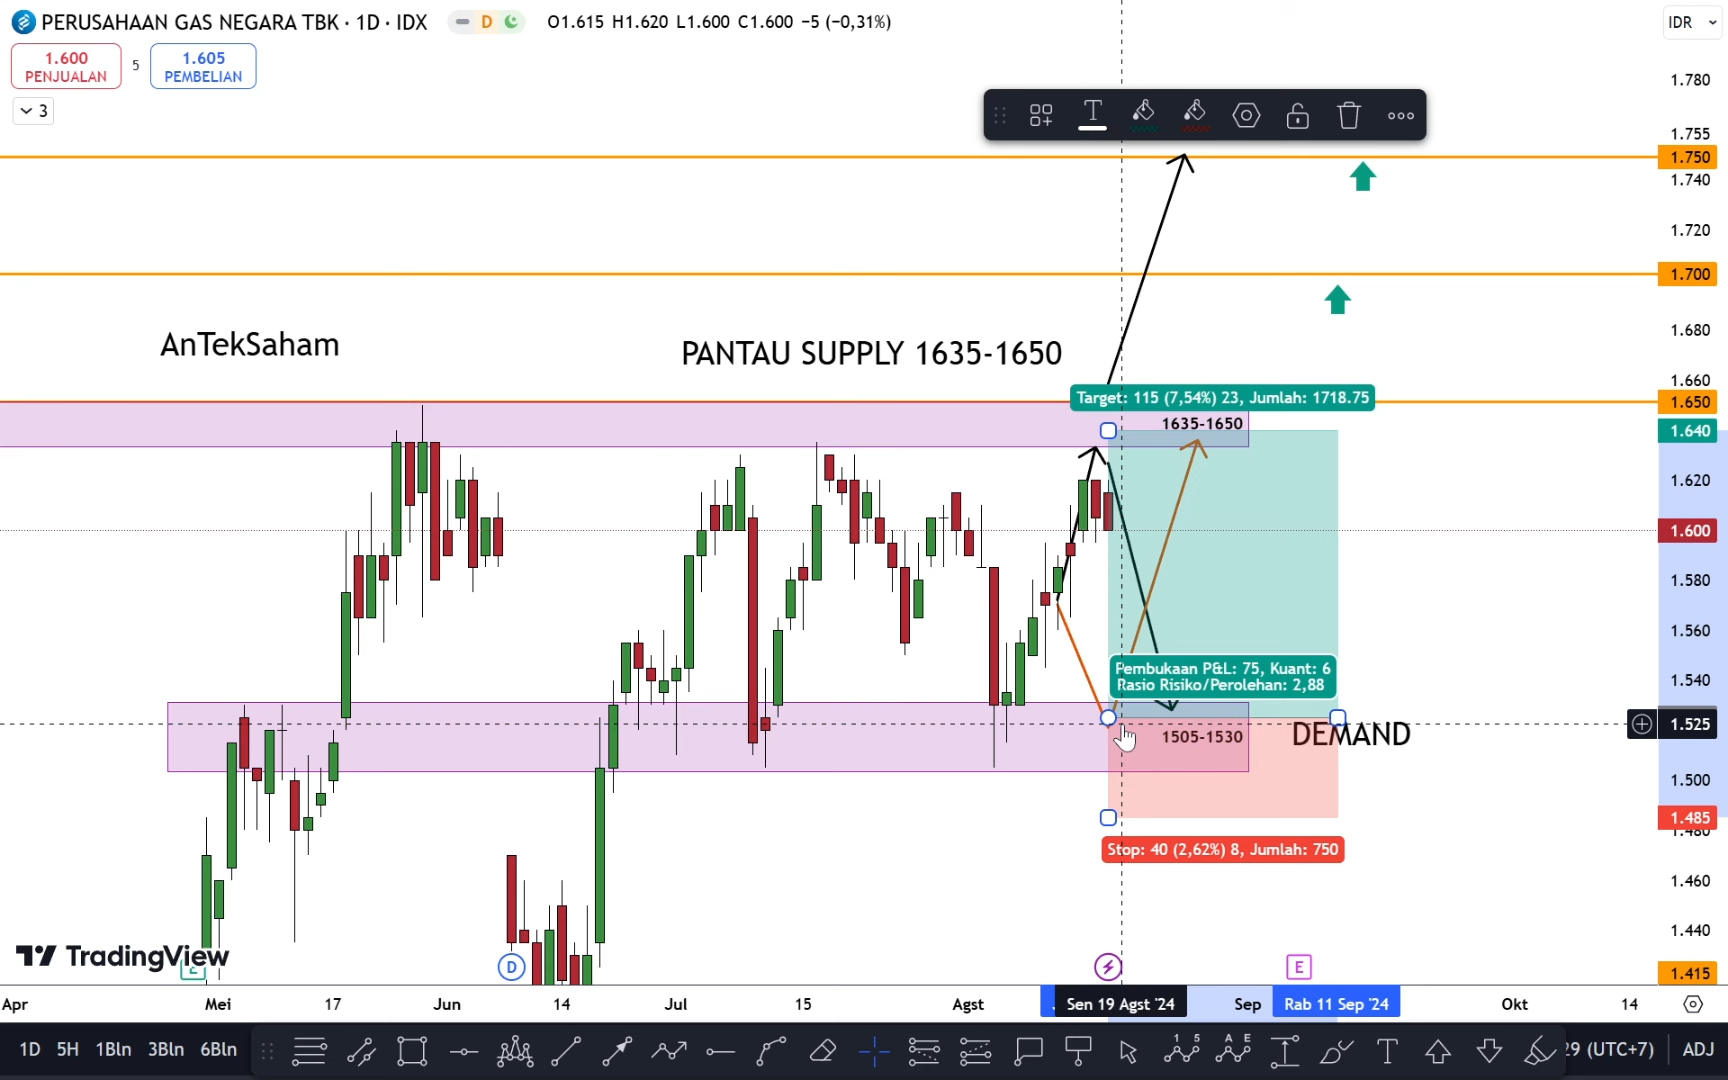 PERUSAHAAN GAS NEGARA TBK · 1D · IDX
D
O1.615 H1.620 L1.600 C1.600 −5 (−0,31%)
IDR
1.600
PENJUALAN
5
1.605
PEMBELIAN
3
1.780
1.755
1.750
1.740
1.720
1.700
1.680
1.660
1.650
1.640
1.620
1.600
1.580
1.560
1.540
1.525
1.500
1.485
1.480
1.460
1.440
1.415
AnTekSaham
PANTAU SUPPLY 1635-1650
Target: 115 (7,54%) 23, Jumlah: 1718.75
1635-1650
Pembukaan P&L: 75, Kuant: 6
Rasio Risiko/Perolehan: 2,88
1505-1530
DEMAND
Stop: 40 (2,62%) 8, Jumlah: 750
TradingView
E
D
E
Apr
Mei
17
Jun
14
Jul
15
Agst
Sen 19 Agst '24
Sep
Rab 11 Sep '24
Okt
14
1D
5H
1Bln
3Bln
6Bln
1 5
A E
T
29 (UTC+7)
ADJ